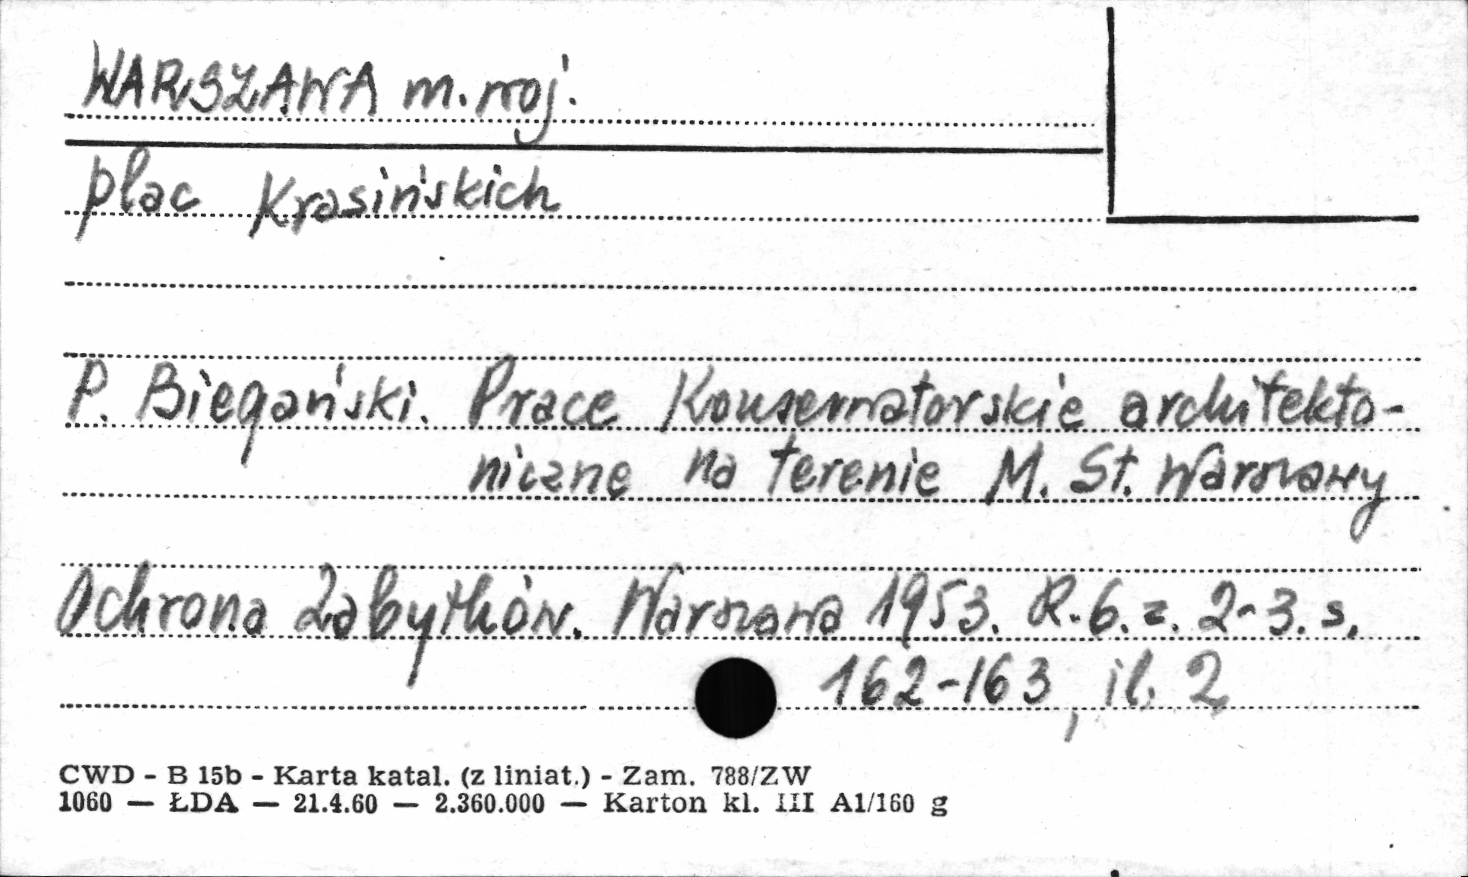 WARSZAWA m. woj.
plac Krasińskich
P. Biegański. Prace Konserwatorskie architekto-
niczne na terenie M. St. Warszawy
Ochrona Zabytków. Warszawa 1953. R. 6. z. 2-3. s.
162-163, il. 2
CWD - B 15b - Karta katal. (z liniat.) - Zam. 788/ZW
1060 — ŁDA — 21.4.60 — 2.360.000 — Karton kl. III A1/160 g